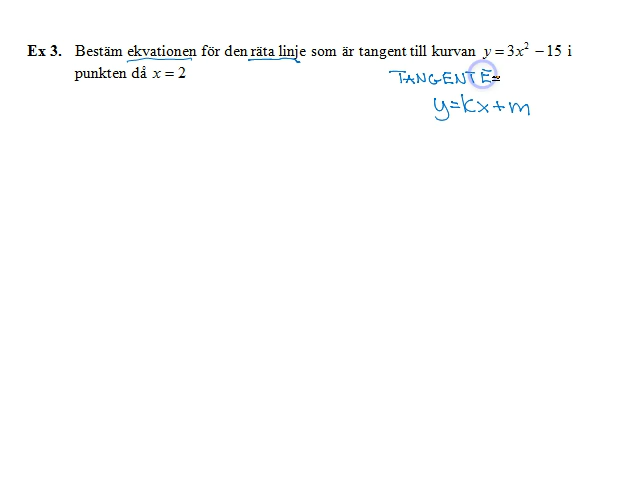 Ex 3. Bestäm ekvationen för den räta linje som är tangent till kurvan y = 3x² − 15 i
punkten då x = 2
TANGENTE
y=kx+m